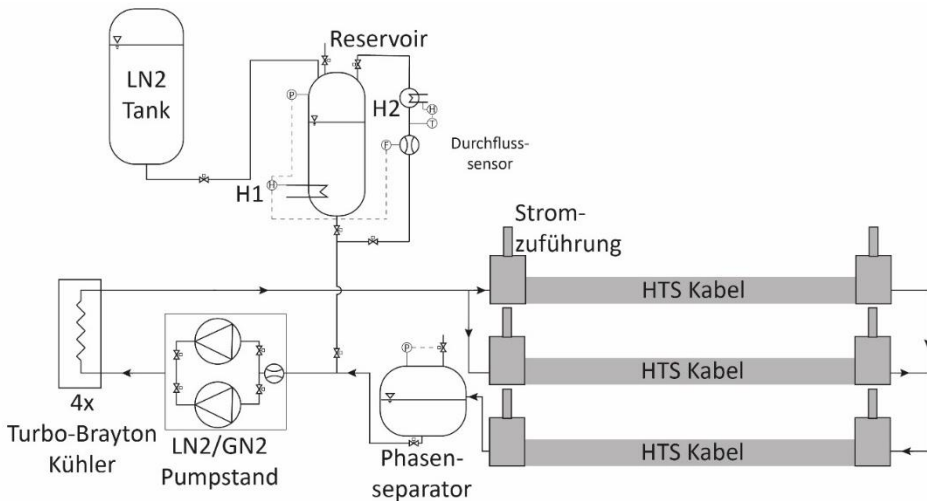 LN2
Tank
Reservoir
P
H2
H
T
F
Durchfluss-
sensor
H1
H
Strom-
zuführung
HTS Kabel
HTS Kabel
HTS Kabel
P
4x
Turbo-Brayton
Kühler
LN2/GN2
Pumpstand
Phasen-
separator